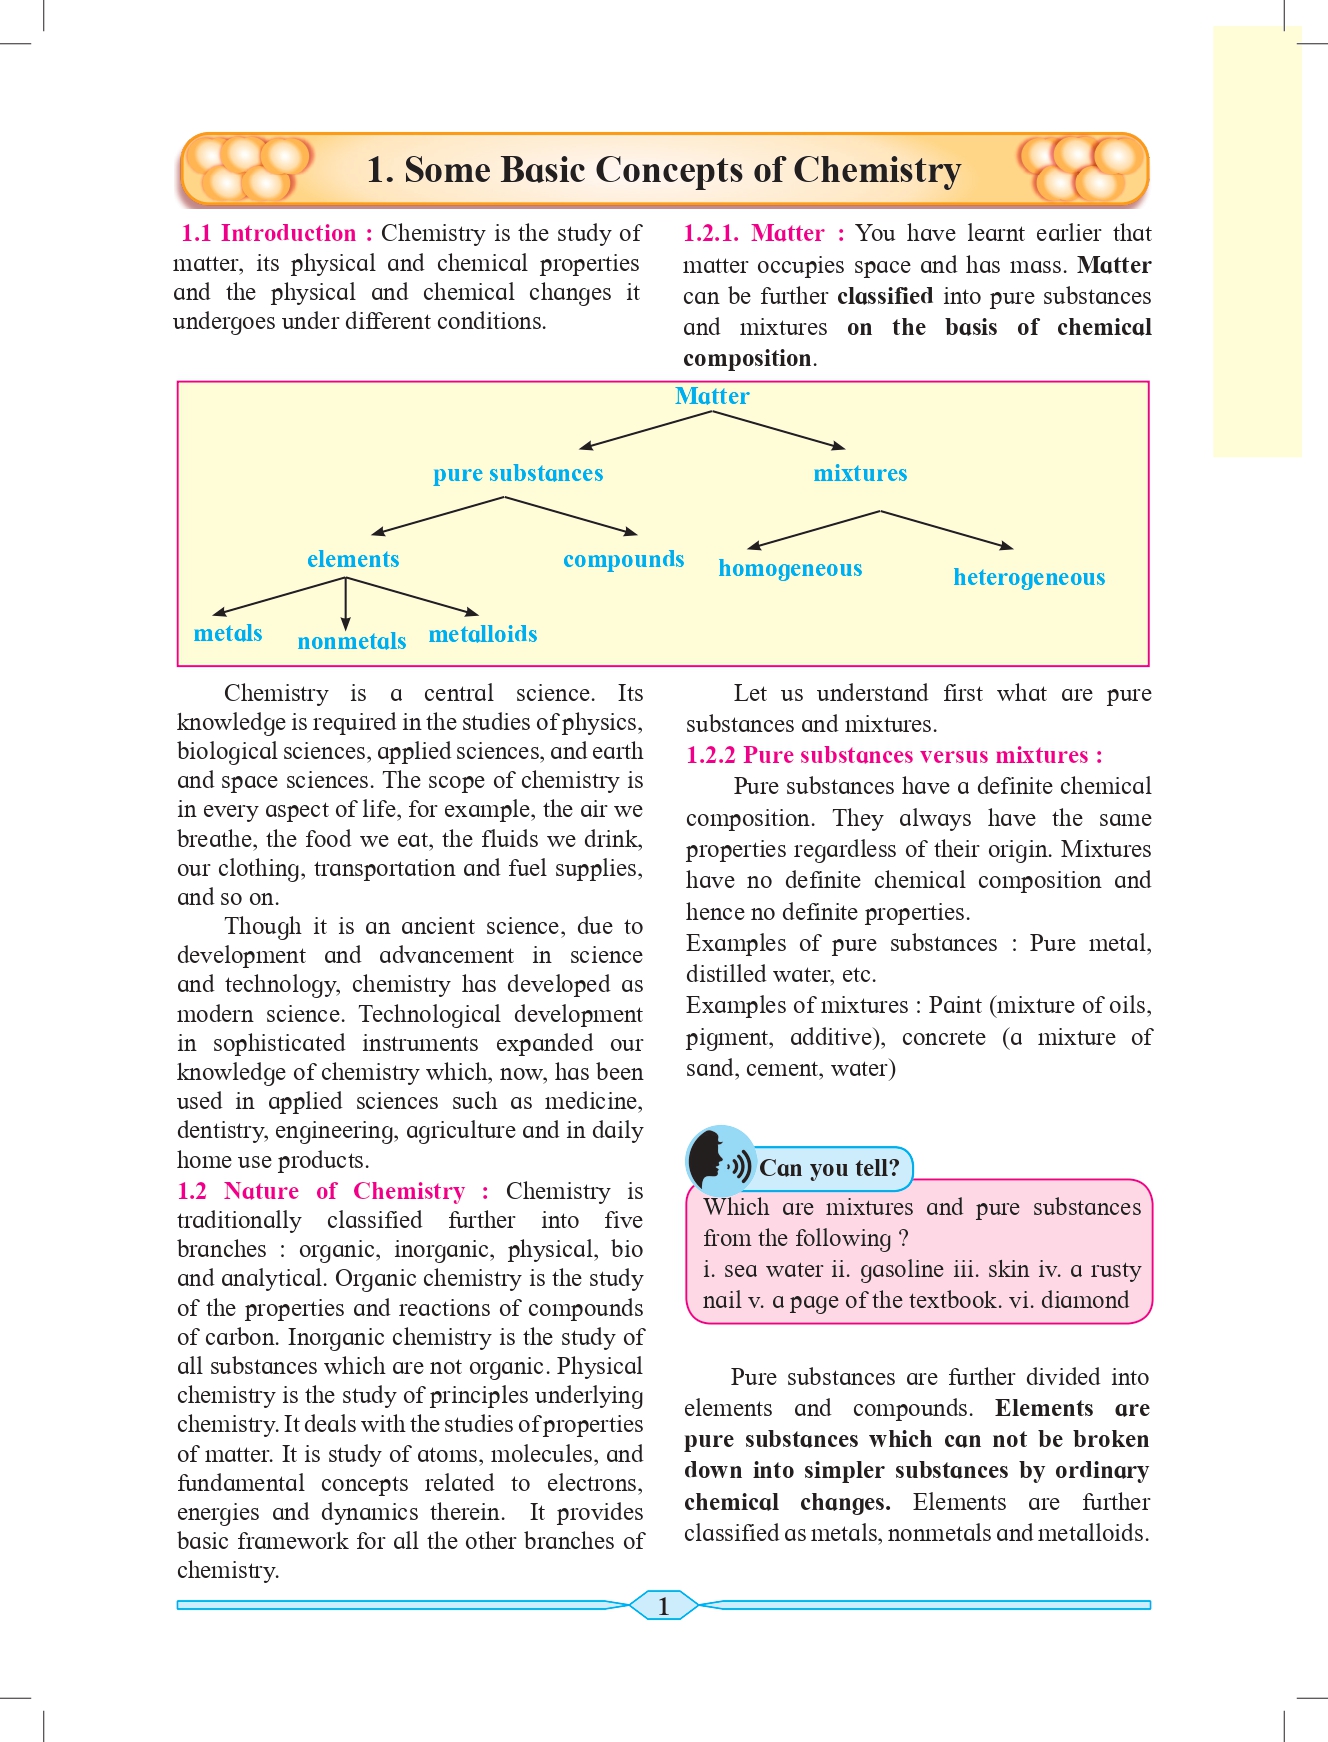 1. Some Basic Concepts of Chemistry
1.1 Introduction : Chemistry is the study of
matter, its physical and chemical properties
and the physical and chemical changes it
undergoes under different conditions.
1.2.1. Matter : You have learnt earlier that
matter occupies space and has mass. Matter
can be further classified into pure substances
and mixtures on the basis of chemical
composition.
Matter
pure substances
mixtures
elements
compounds
homogeneous
heterogeneous
metals
nonmetals
metalloids
Chemistry is a central science. Its
knowledge is required in the studies of physics,
biological sciences, applied sciences, and earth
and space sciences. The scope of chemistry is
in every aspect of life, for example, the air we
breathe, the food we eat, the fluids we drink,
our clothing, transportation and fuel supplies,
and so on.
Though it is an ancient science, due to
development and advancement in science
and technology, chemistry has developed as
modern science. Technological development
in sophisticated instruments expanded our
knowledge of chemistry which, now, has been
used in applied sciences such as medicine,
dentistry, engineering, agriculture and in daily
home use products.
1.2 Nature of Chemistry : Chemistry is
traditionally classified further into five
branches : organic, inorganic, physical, bio
and analytical. Organic chemistry is the study
of the properties and reactions of compounds
of carbon. Inorganic chemistry is the study of
all substances which are not organic. Physical
chemistry is the study of principles underlying
chemistry. It deals with the studies of properties
of matter. It is study of atoms, molecules, and
fundamental concepts related to electrons,
energies and dynamics therein. It provides
basic framework for all the other branches of
chemistry.
Let us understand first what are pure
substances and mixtures.
1.2.2 Pure substances versus mixtures :
Pure substances have a definite chemical
composition. They always have the same
properties regardless of their origin. Mixtures
have no definite chemical composition and
hence no definite properties.
Examples of pure substances : Pure metal,
distilled water, etc.
Examples of mixtures : Paint (mixture of oils,
pigment, additive), concrete (a mixture of
sand, cement, water)
Can you tell?
Which are mixtures and pure substances
from the following ?
i. sea water ii. gasoline iii. skin iv. a rusty
nail v. a page of the textbook. vi. diamond
Pure substances are further divided into
elements and compounds. Elements are
pure substances which can not be broken
down into simpler substances by ordinary
chemical changes. Elements are further
classified as metals, nonmetals and metalloids.
1